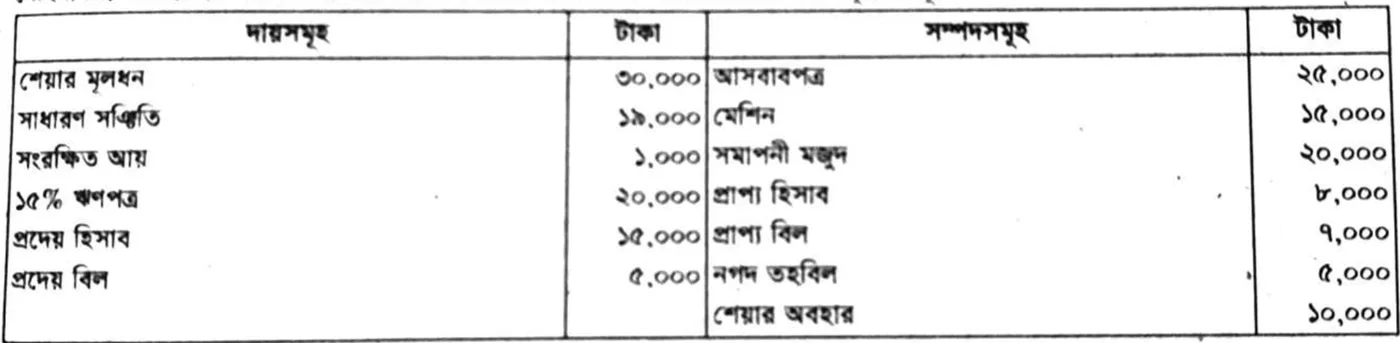 দায়সমূহ টাকা সম্পদসমূহ টাকা
শেয়ার মূলধন ৩০,০০০ আসবাবপত্র ২৫,০০০
সাধারণ সঞ্চিতি ১৯,০০০ মেশিন ১৫,০০০
সংরক্ষিত আয় ১,০০০ সমাপনী মজুদ ২০,০০০
১৫% ঋণপত্র ২০,০০০ প্রাপ্য হিসাব ৮,০০০
প্রদেয় হিসাব ১৫,০০০ প্রাপ্য বিল ৭,০০০
প্রদেয় বিল ৫,০০০ নগদ তহবিল ৫,০০০
শেয়ার অবহার ১০,০০০